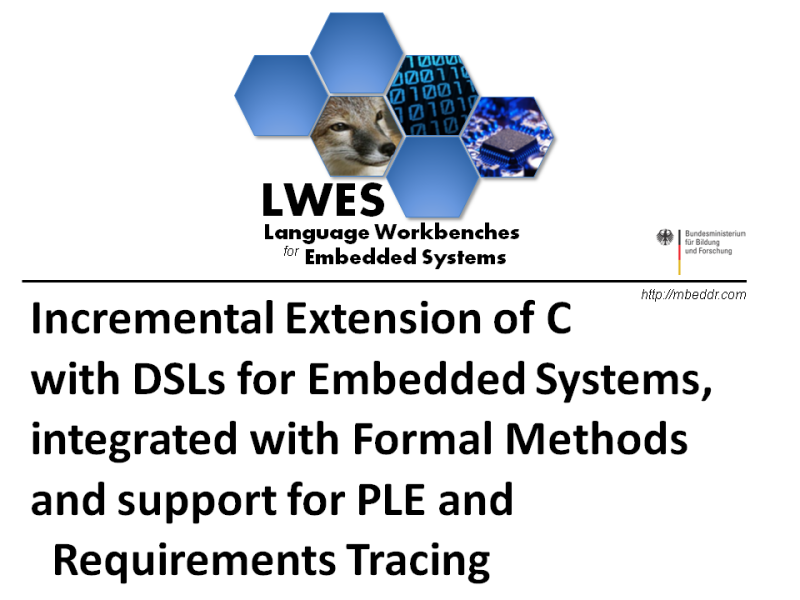 LWES
Language Workbenches
for Embedded Systems
Bundesministerium
für Bildung
und Forschung
http://mbeddr.com
Incremental Extension of C
with DSLs for Embedded Systems,
integrated with Formal Methods
and support for PLE and
Requirements Tracing